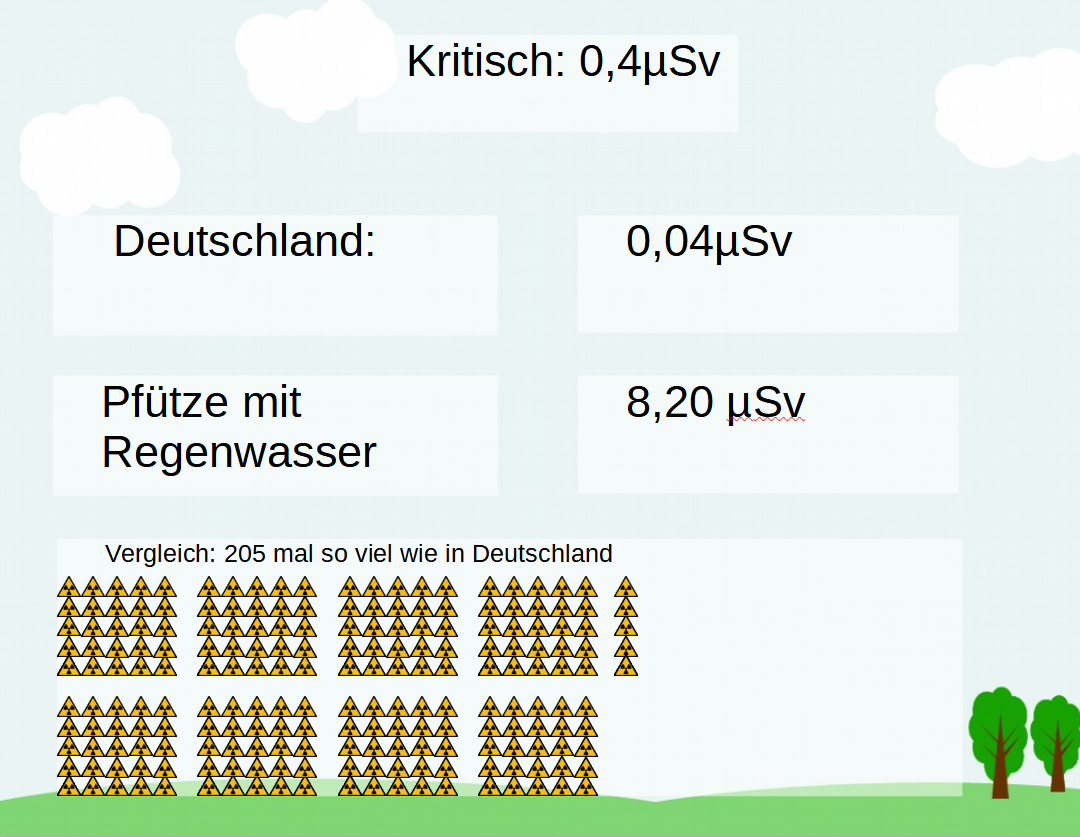 Kritisch: 0,4µSv
Deutschland:
0,04µSv
Pfütze mit
Regenwasser
8,20 µSv
Vergleich: 205 mal so viel wie in Deutschland